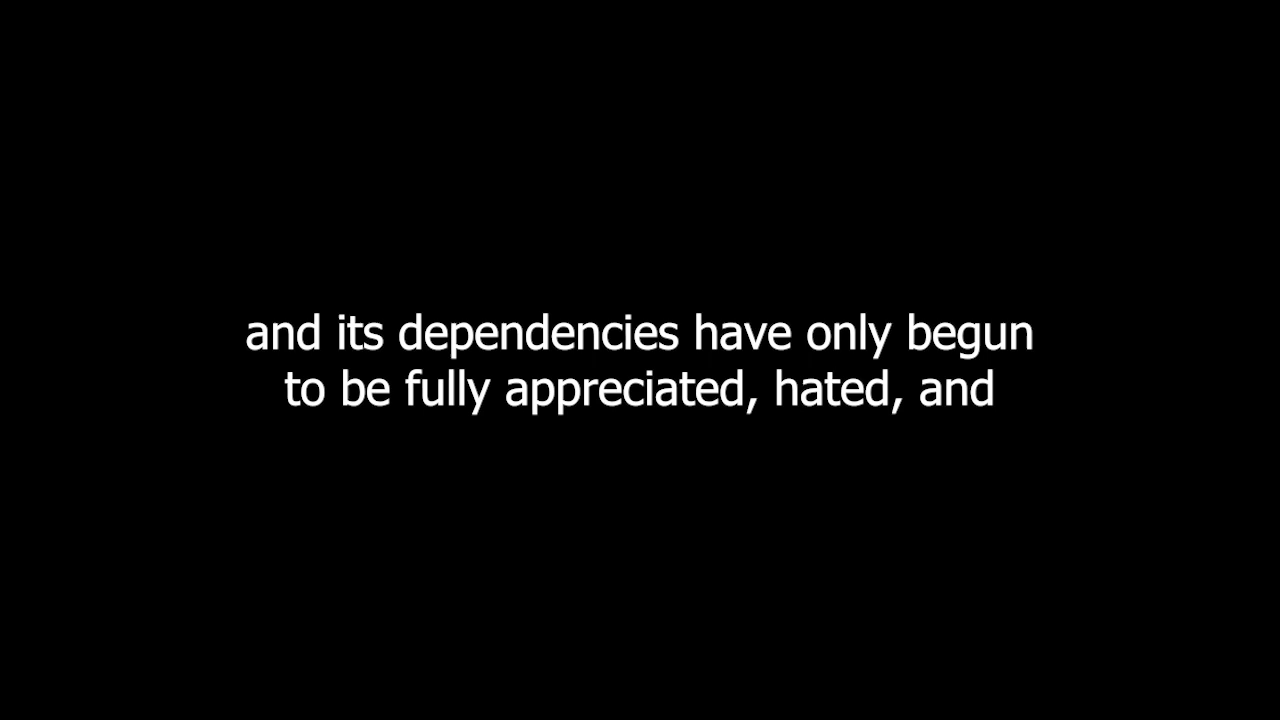 and its dependencies have only begun
to be fully appreciated, hated, and